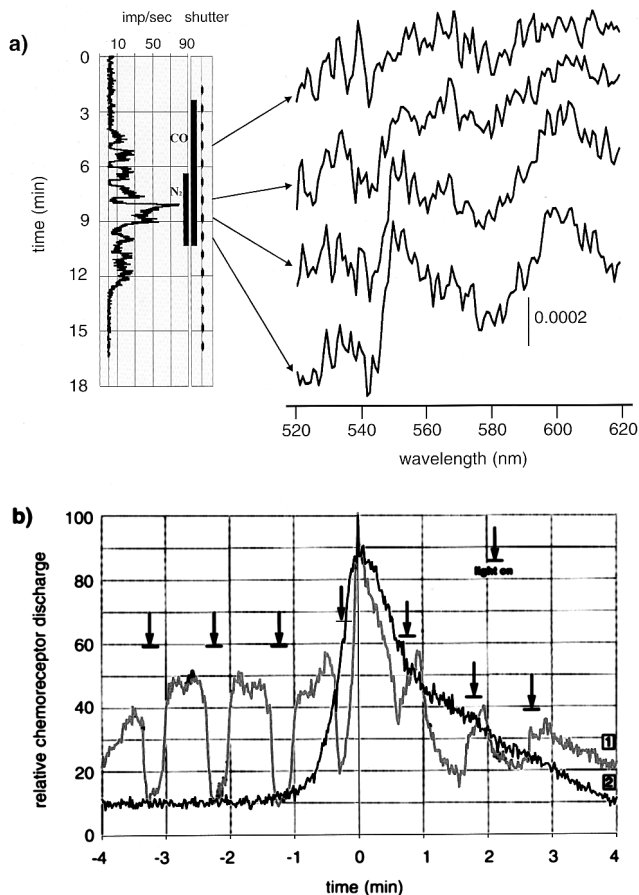 a)
imp/sec shutter
10 50 90
0
3
6
9
12
15
18
time (min)
CO
N₂
0.0002
520 540 560 580 600 620
wavelength (nm)
b)
100
80
60
40
20
0
relative chemoreceptor discharge
light on
1
2
-4 -3 -2 -1 0 1 2 3 4
time (min)